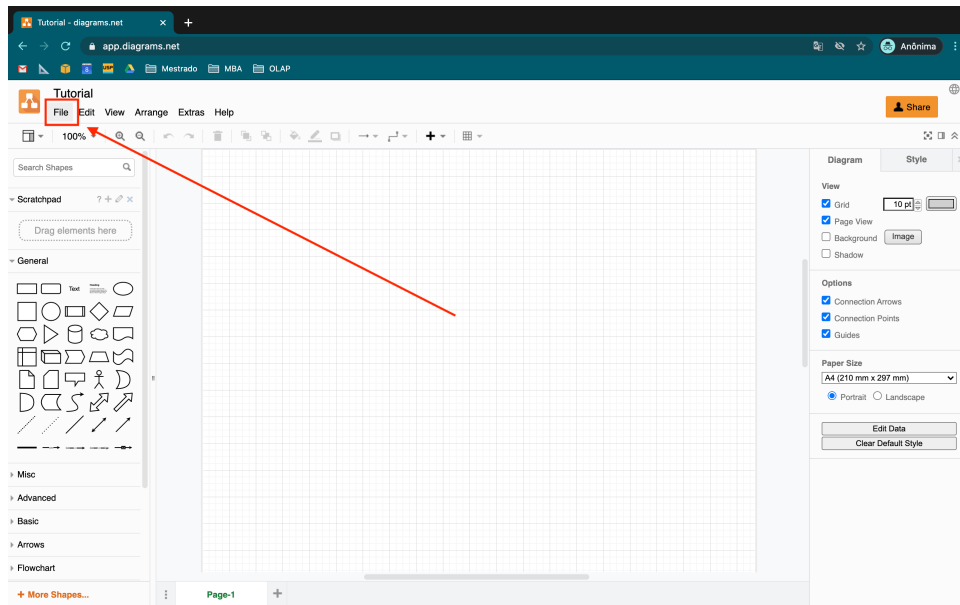 Tutorial - diagrams.net
app.diagrams.net
Anônima
Mestrado MBA OLAP
Tutorial
File Edit View Arrange Extras Help
Share
100%
Search Shapes
Scratchpad
Drag elements here
General
Text
Heading
Misc
Advanced
Basic
Arrows
Flowchart
+ More Shapes...
Page-1
Diagram Style
View
Grid 10 pt
Page View
Background Image
Shadow
Options
Connection Arrows
Connection Points
Guides
Paper Size
A4 (210 mm x 297 mm)
Portrait Landscape
Edit Data
Clear Default Style